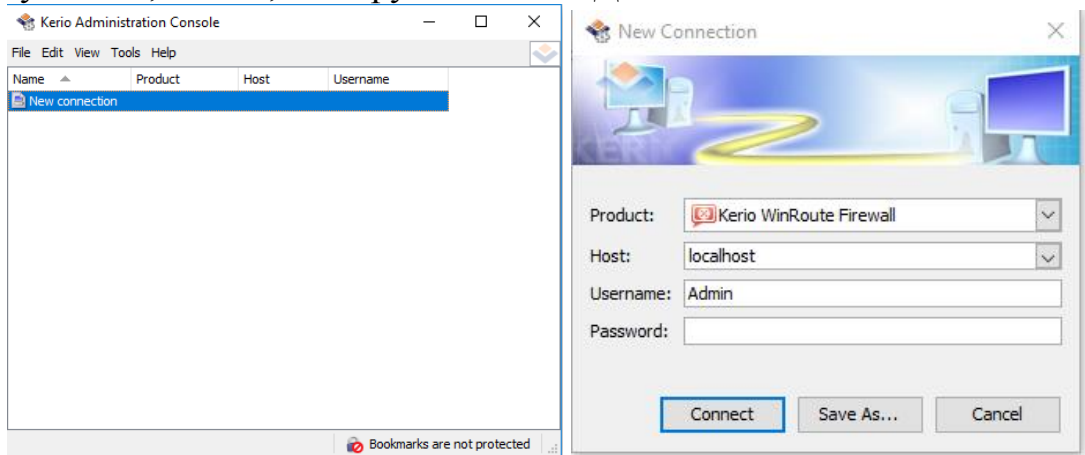 Kerio Administration Console
File Edit View Tools Help
Name Product Host Username
New connection
Bookmarks are not protected
New Connection
KERIO
Product: Kerio WinRoute Firewall
Host: localhost
Username: Admin
Password:
Connect Save As... Cancel